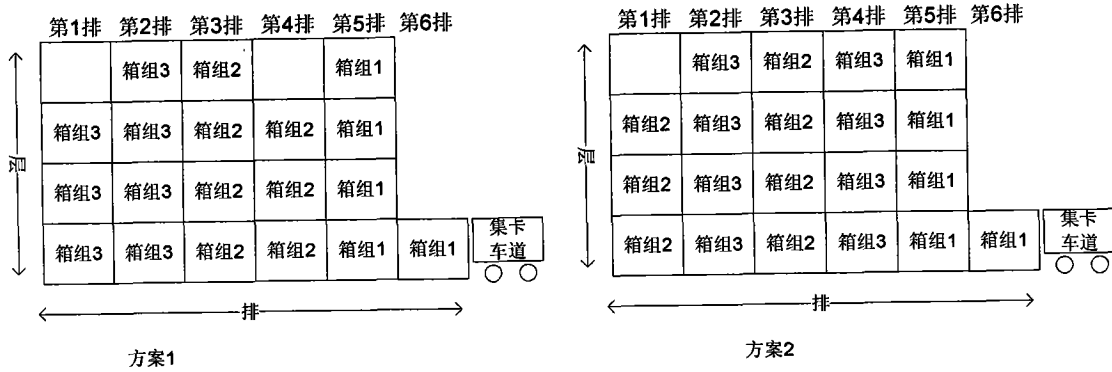 第1排 第2排 第3排 第4排 第5排 第6排
箱组3 箱组2 箱组1
箱组3 箱组3 箱组2 箱组2 箱组1
箱组3 箱组3 箱组2 箱组2 箱组1
箱组3 箱组3 箱组2 箱组2 箱组1 箱组1
集卡
车道
层
排
方案1
第1排 第2排 第3排 第4排 第5排 第6排
箱组3 箱组2 箱组3 箱组1
箱组2 箱组3 箱组2 箱组3 箱组1
箱组2 箱组3 箱组2 箱组3 箱组1
箱组2 箱组3 箱组2 箱组3 箱组1 箱组1
集卡
车道
层
排
方案2